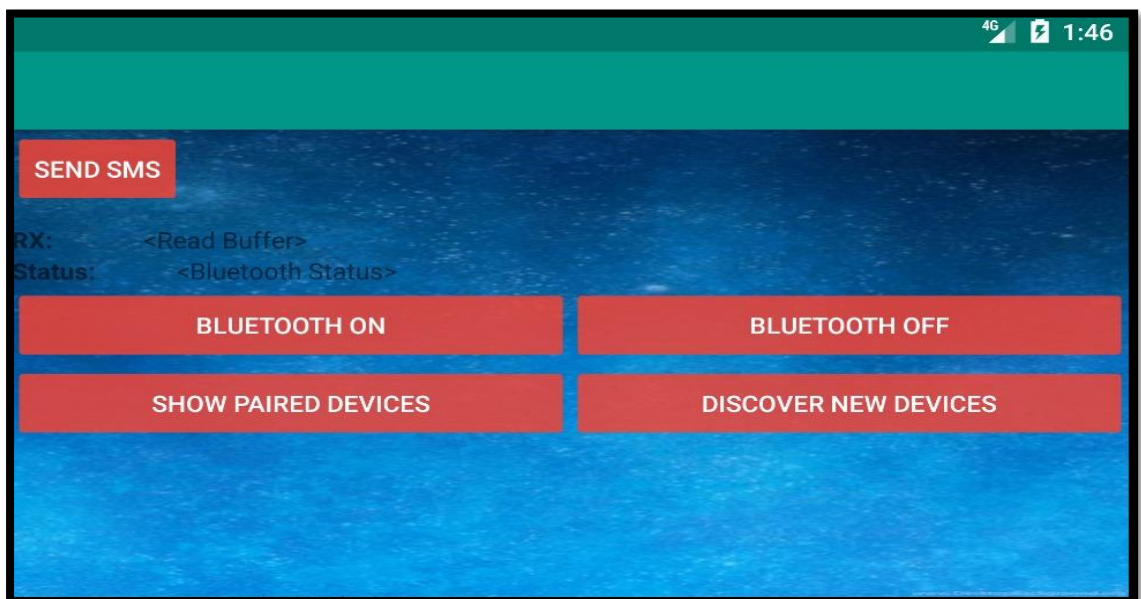 4G 1:46
SEND SMS
RX: <Read Buffer>
Status: <Bluetooth Status>
BLUETOOTH ON BLUETOOTH OFF
SHOW PAIRED DEVICES DISCOVER NEW DEVICES